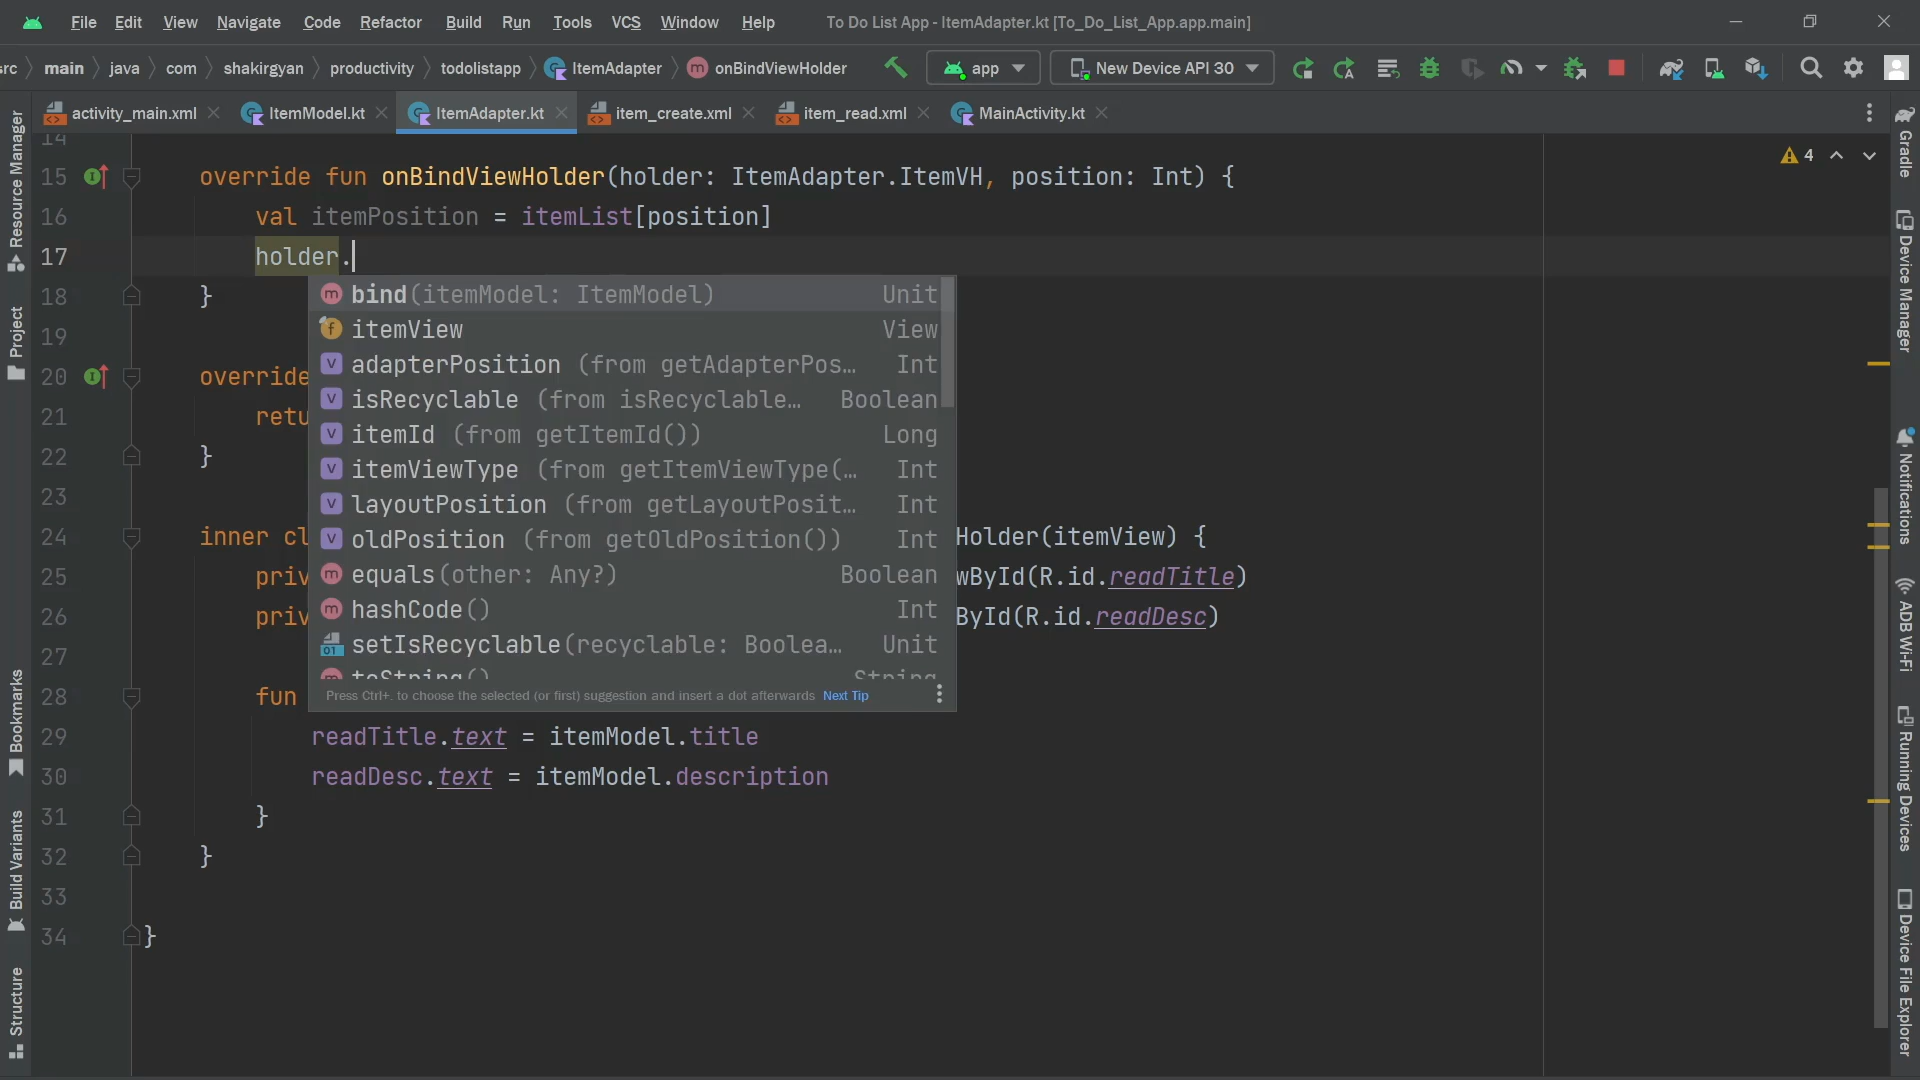 File Edit View Navigate Code Refactor Build Run Tools VCS Window Help To Do List App - ItemAdapter.kt [To_Do_List_App.app.main]
src main java com shakirgyan productivity todolistapp ItemAdapter onBindViewHolder app New Device API 30
activity_main.xml ItemModel.kt ItemAdapter.kt item_create.xml item_read.xml MainActivity.kt
14
15 override fun onBindViewHolder(holder: ItemAdapter.ItemVH, position: Int) {
16 val itemPosition = itemList[position]
17 holder.
18 }
19
20 override
21 retu
22 }
23
24 inner cl Holder(itemView) {
25 priv wById(R.id.readTitle)
26 priv ById(R.id.readDesc)
27
28 fun
29 readTitle.text = itemModel.title
30 readDesc.text = itemModel.description
31 }
32 }
33
34 }
bind(itemModel: ItemModel) Unit
itemView View
adapterPosition (from getAdapterPos... Int
isRecyclable (from isRecyclable... Boolean
itemId (from getItemId()) Long
itemViewType (from getItemViewType(... Int
layoutPosition (from getLayoutPosit... Int
oldPosition (from getOldPosition()) Int
equals(other: Any?) Boolean
hashCode() Int
setIsRecyclable(recyclable: Boolea... Unit
toString() String
Press Ctrl+. to choose the selected (or first) suggestion and insert a dot afterwards Next Tip
4
Resource Manager
Project
Bookmarks
Build Variants
Structure
Gradle
Device Manager
Notifications
ADB Wi-Fi
Running Devices
Device File Explorer